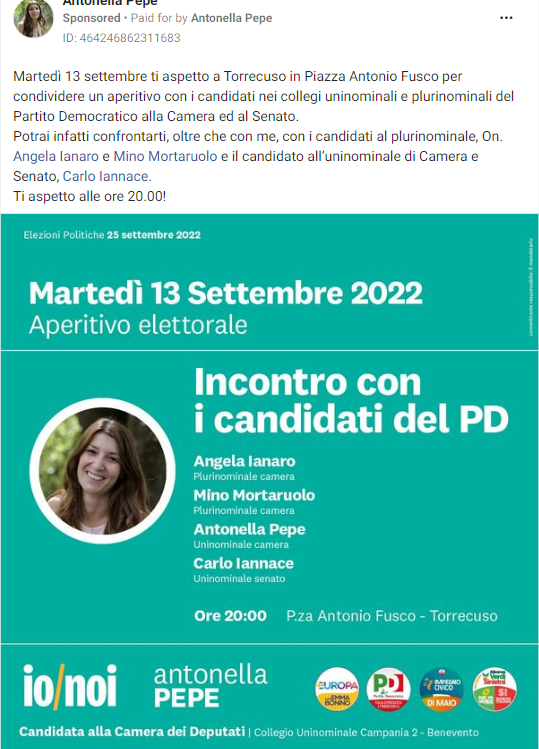 Antonella Pepe
Sponsored • Paid for by Antonella Pepe
ID: 464246862311683
Martedì 13 settembre ti aspetto a Torrecuso in Piazza Antonio Fusco per
condividere un aperitivo con i candidati nei collegi uninominali e plurinominali del
Partito Democratico alla Camera ed al Senato.
Potrai infatti confrontarti, oltre che con me, con i candidati al plurinominale, On.
Angela Ianaro e Mino Mortaruolo e il candidato all'uninominale di Camera e
Senato, Carlo Iannace.
Ti aspetto alle ore 20.00!
Elezioni Politiche 25 settembre 2022
committente responsabile: il mandatario
Martedì 13 Settembre 2022
Aperitivo elettorale
Incontro con
i candidati del PD
Angela Ianaro
Plurinominale camera
Mino Mortaruolo
Plurinominale camera
Antonella Pepe
Uninominale camera
Carlo Iannace
Uninominale senato
Ore 20:00 P.za Antonio Fusco - Torrecuso
io/noi
antonella
PEPE
+EUROPA
EMMA
BONINO
PD
Partito Democratico
IMPEGNO
CIVICO
DI MAIO
Alleanza
Verdi
Sinistra
SI
Candidata alla Camera dei Deputati | Collegio Uninominale Campania 2 - Benevento